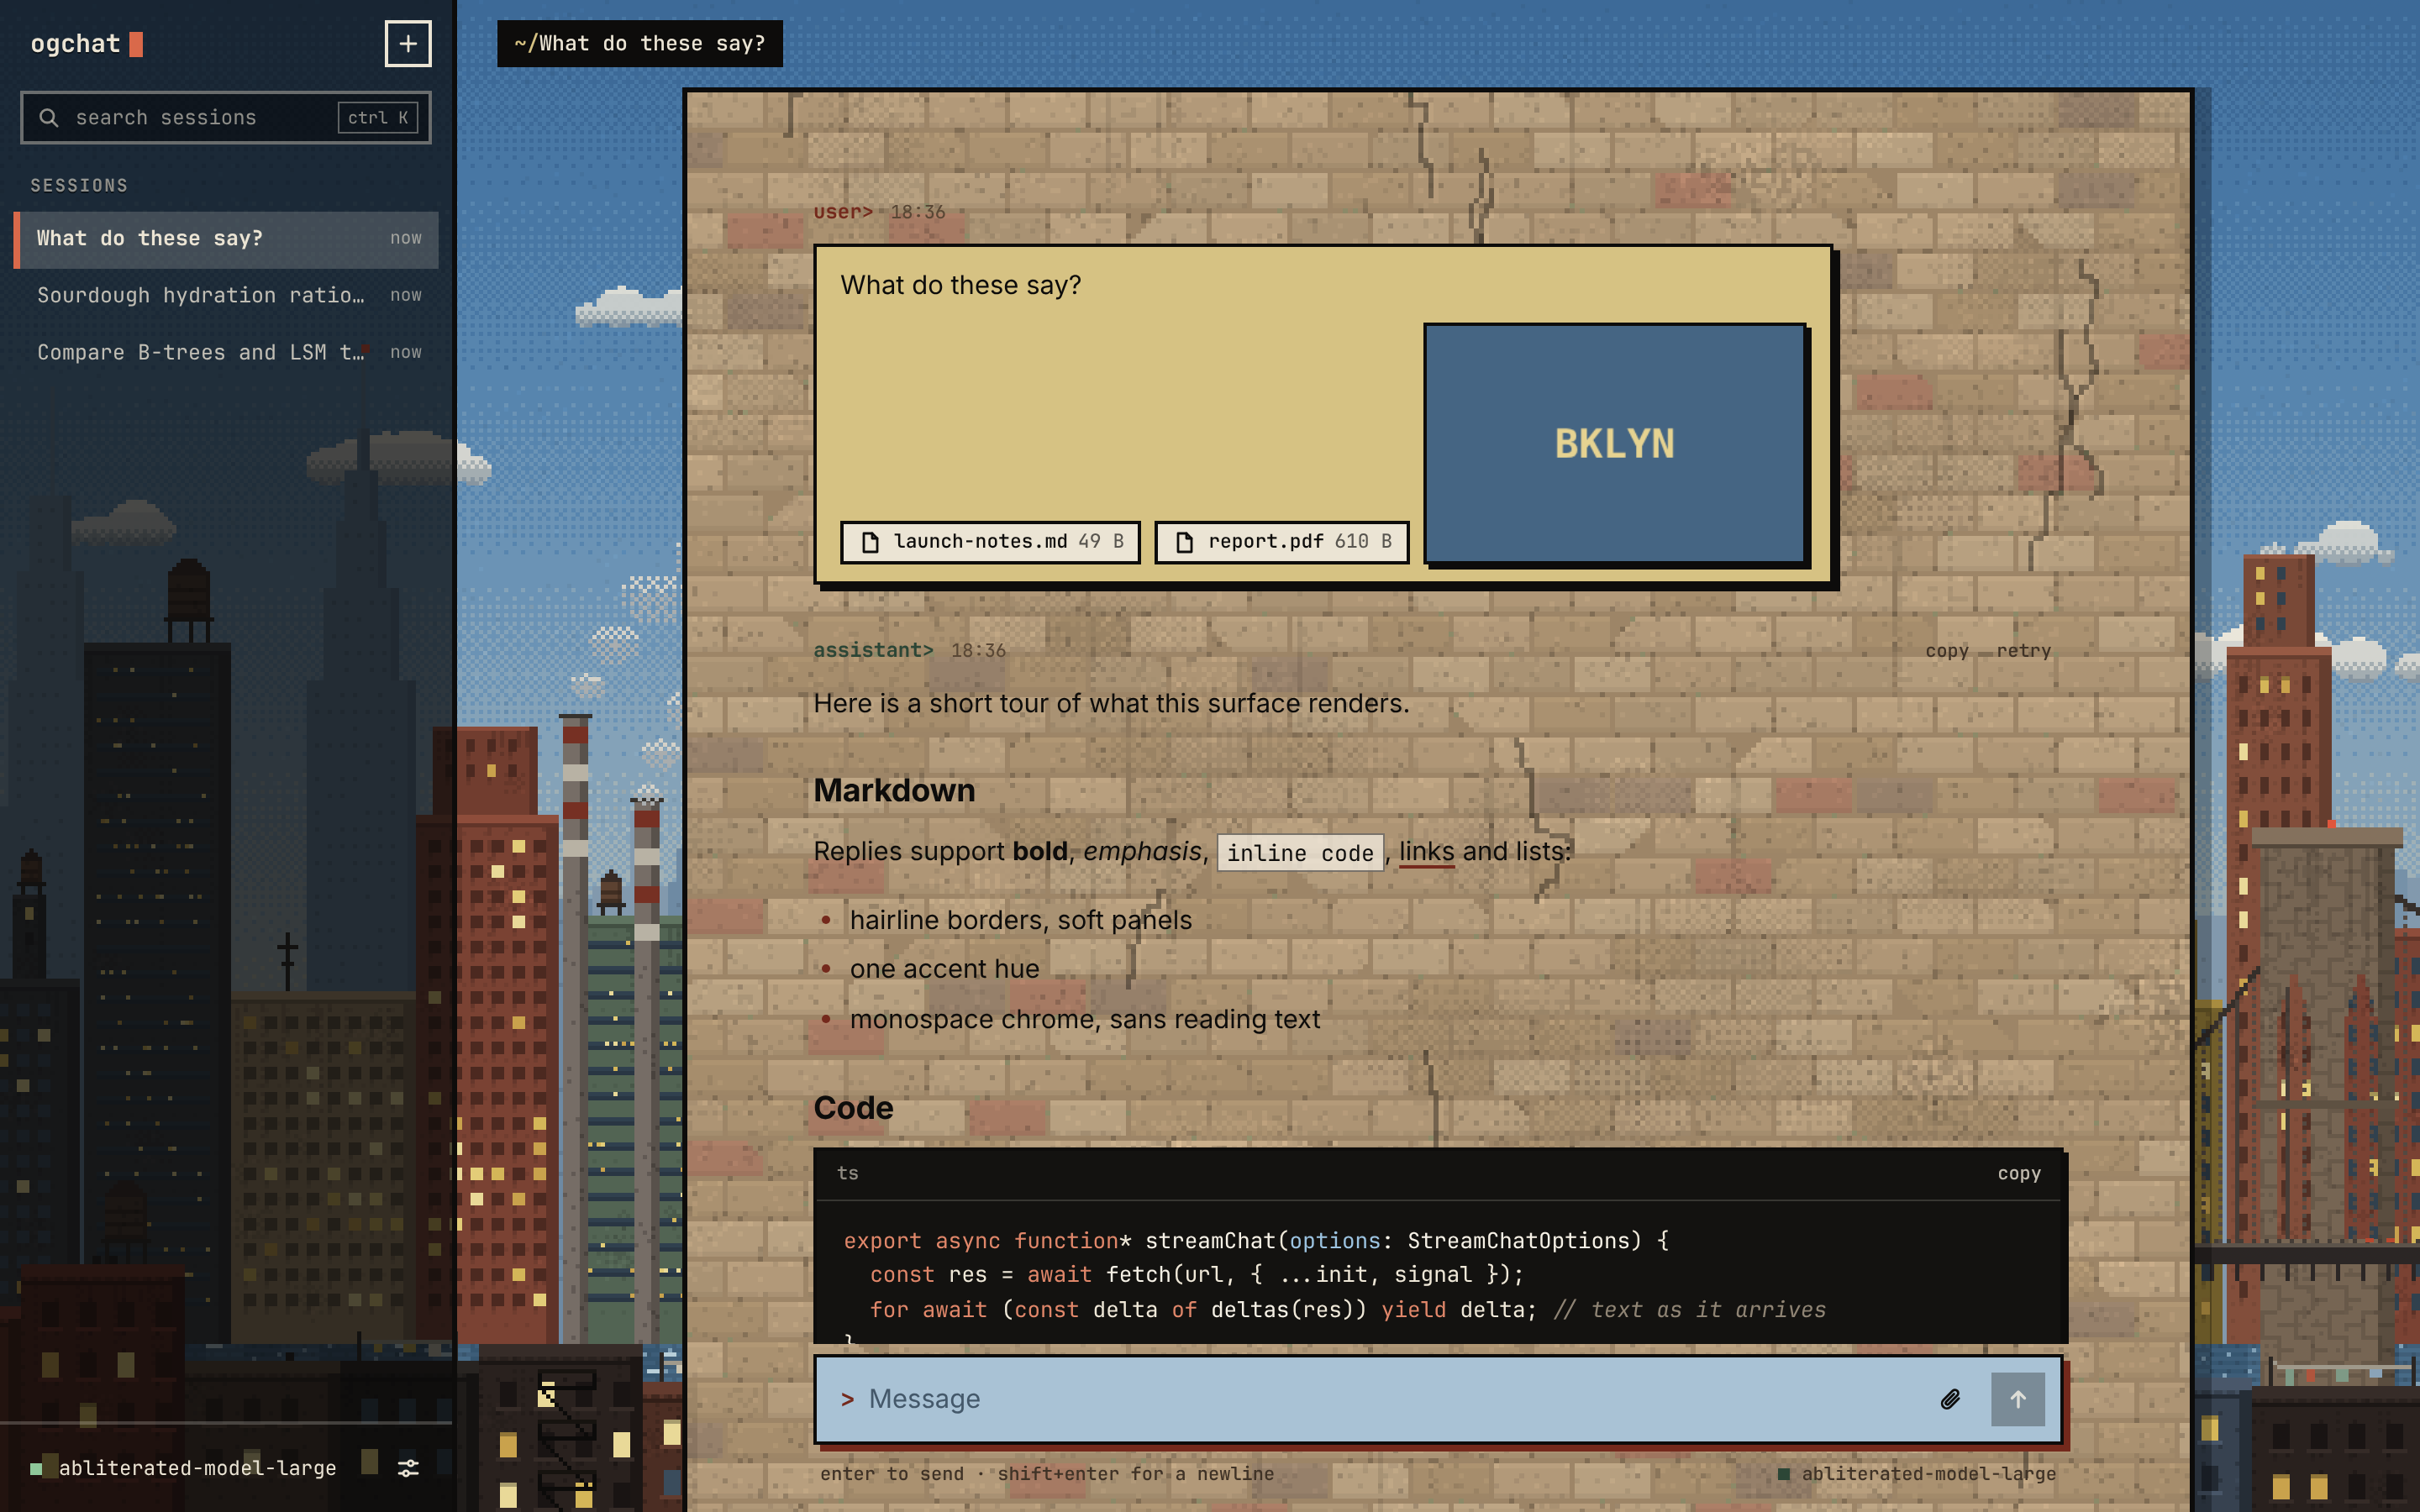 ogchat
+
search sessions ctrl K
SESSIONS
What do these say? now
Sourdough hydration ratio… now
Compare B-trees and LSM t… now
abliterated-model-large
~/What do these say?
user> 18:36
What do these say?
launch-notes.md 49 B
report.pdf 610 B
BKLYN
assistant> 18:36
copy retry
Here is a short tour of what this surface renders.
Markdown
Replies support bold, emphasis, inline code, links and lists:
• hairline borders, soft panels
• one accent hue
• monospace chrome, sans reading text
Code
ts copy
export async function* streamChat(options: StreamChatOptions) {
  const res = await fetch(url, { ...init, signal });
  for await (const delta of deltas(res)) yield delta; // text as it arrives
}
> Message
enter to send · shift+enter for a newline
abliterated-model-large